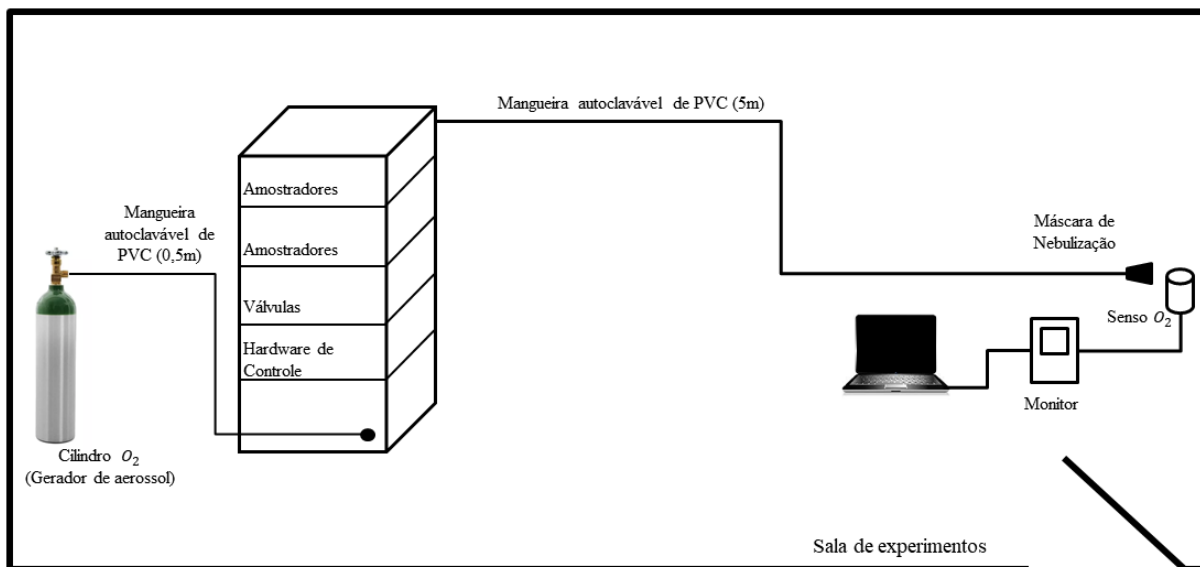 Mangueira autoclavável de PVC (5m)
Amostradores
Mangueira
autoclavável de
PVC (0,5m)
Amostradores
Máscara de
Nebulização
Válvulas
Senso O₂
Hardware de
Controle
Monitor
Cilindro O₂
(Gerador de aerossol)
Sala de experimentos